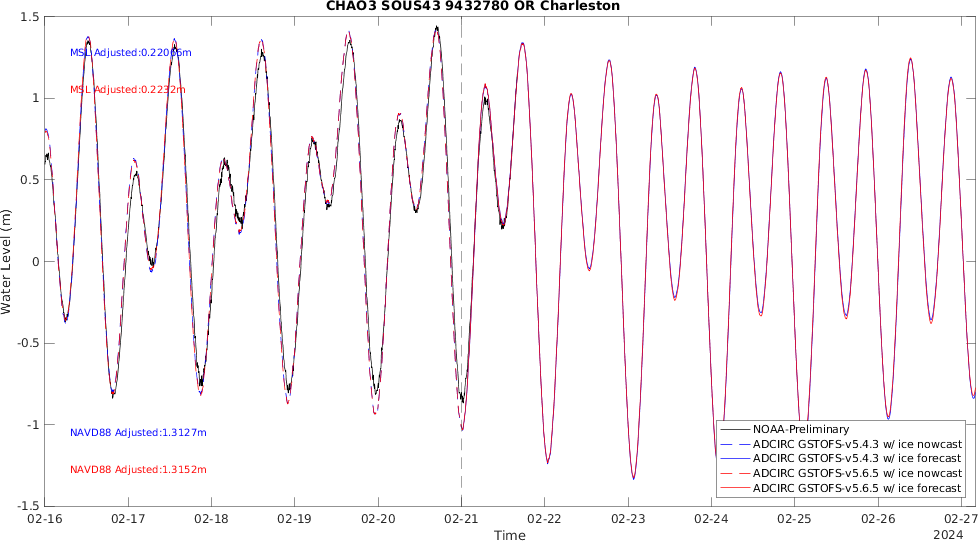 CHAO3 SOUS43 9432780 OR Charleston
1.5
1
0.5
0
-0.5
-1
-1.5
Water Level (m)
MSL Adjusted:0.22065m
MSL Adjusted:0.2232m
NAVD88 Adjusted:1.3127m
NAVD88 Adjusted:1.3152m
NOAA-Preliminary
ADCIRC GSTOFS-v5.4.3 w/ ice nowcast
ADCIRC GSTOFS-v5.4.3 w/ ice forecast
ADCIRC GSTOFS-v5.6.5 w/ ice nowcast
ADCIRC GSTOFS-v5.6.5 w/ ice forecast
02-16 02-17 02-18 02-19 02-20 02-21 02-22 02-23 02-24 02-25 02-26 02-27
Time
2024